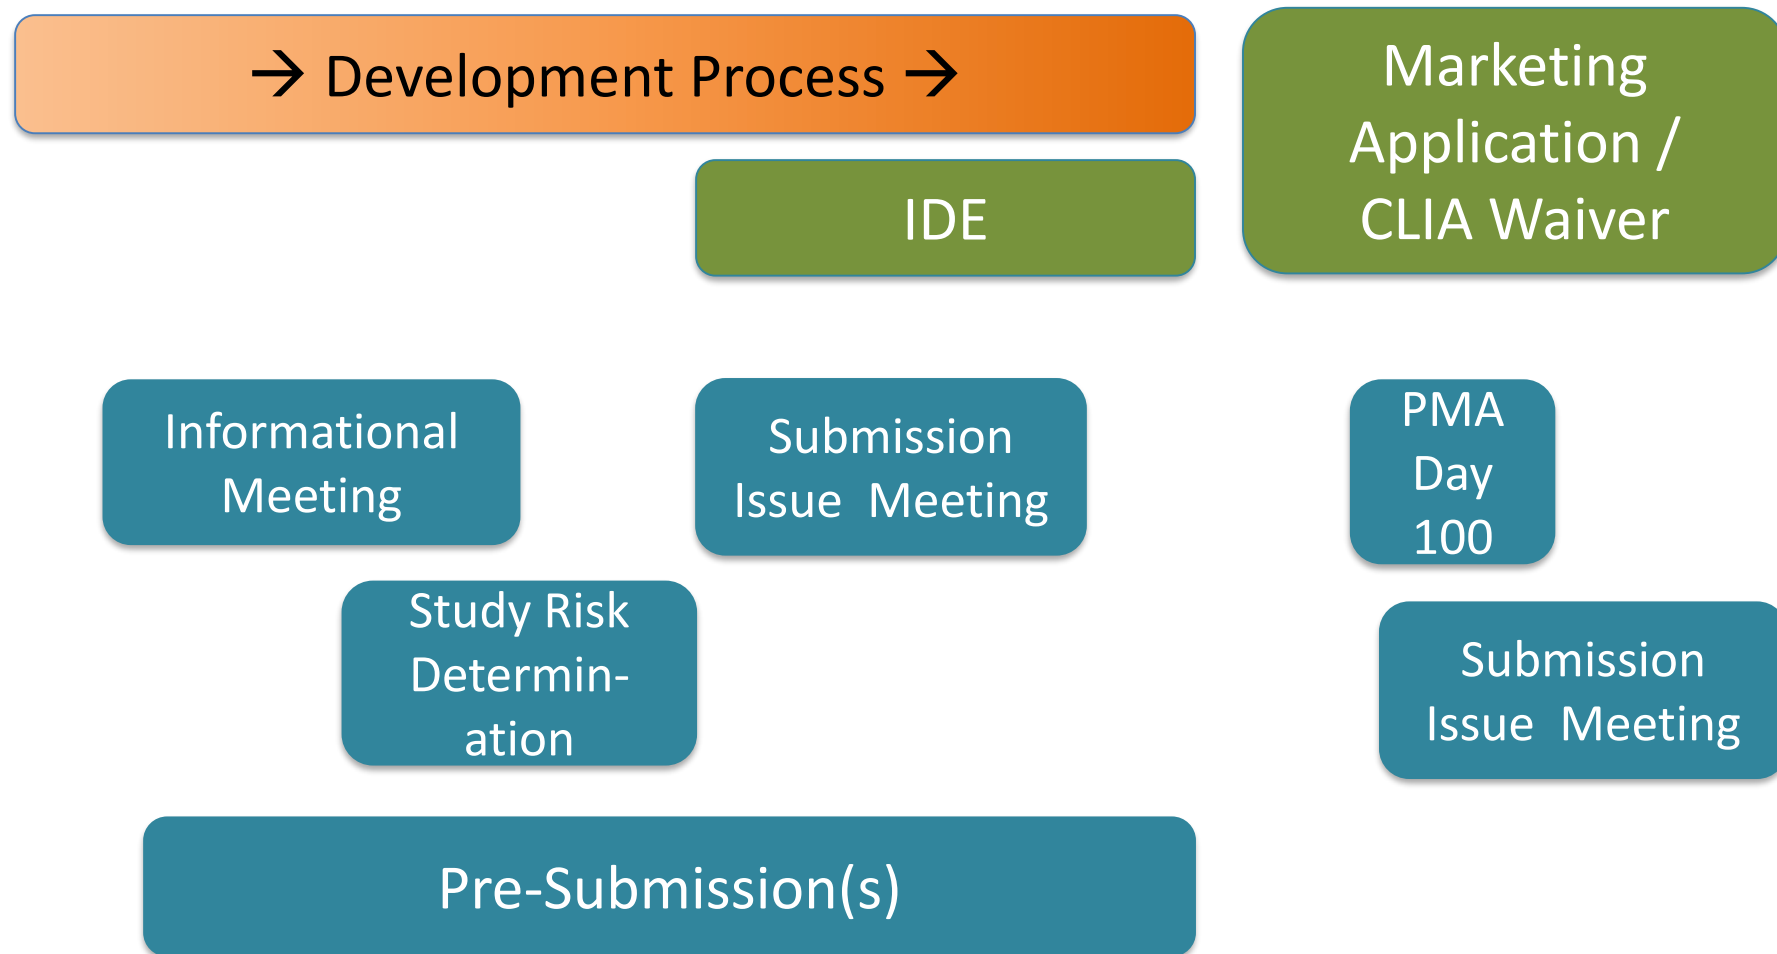 → Development Process →
Marketing
Application /
CLIA Waiver
IDE
Informational
Meeting
Submission
Issue  Meeting
PMA
Day
100
Study Risk
Determin-
ation
Submission
Issue  Meeting
Pre-Submission(s)